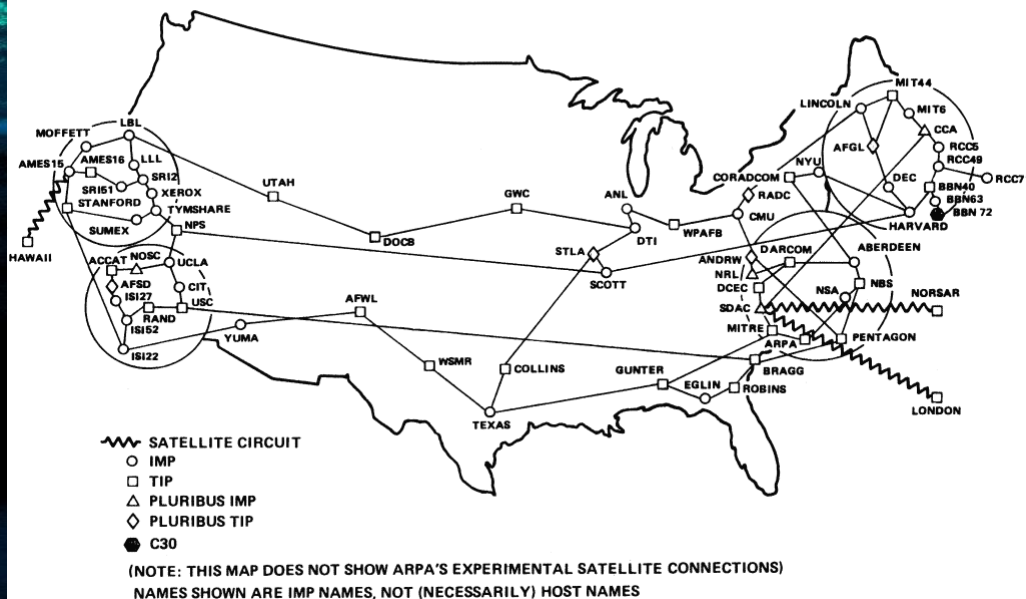 MIT44
LINCOLN
MIT6
CCA
RCC5
RCC49
RCC7
AFGL
DEC
BBN40
BBN63
BBN 72
HARVARD
MOFFETT
LBL
AMES15
AMES16
LLL
SRI2
SRI51
XEROX
STANFORD
TYMSHARE
SUMEX
NPS
HAWAII
UTAH
GWC
DOCB
ANL
DTI
WPAFB
STLA
SCOTT
CORADCOM
NYU
RADC
CMU
ABERDEEN
DARCOM
ANDRW
NRL
DCEC
NSA
NBS
NORSAR
SDAC
MITRE
ARPA
PENTAGON
BRAGG
LONDON
ACCAT
NOSC
UCLA
AFSD
CIT
ISI27
RAND
USC
ISI52
ISI22
YUMA
AFWL
WSMR
COLLINS
TEXAS
GUNTER
EGLIN
ROBINS
SATELLITE CIRCUIT
IMP
TIP
PLURIBUS IMP
PLURIBUS TIP
C30
(NOTE: THIS MAP DOES NOT SHOW ARPA'S EXPERIMENTAL SATELLITE CONNECTIONS)
NAMES SHOWN ARE IMP NAMES, NOT (NECESSARILY) HOST NAMES